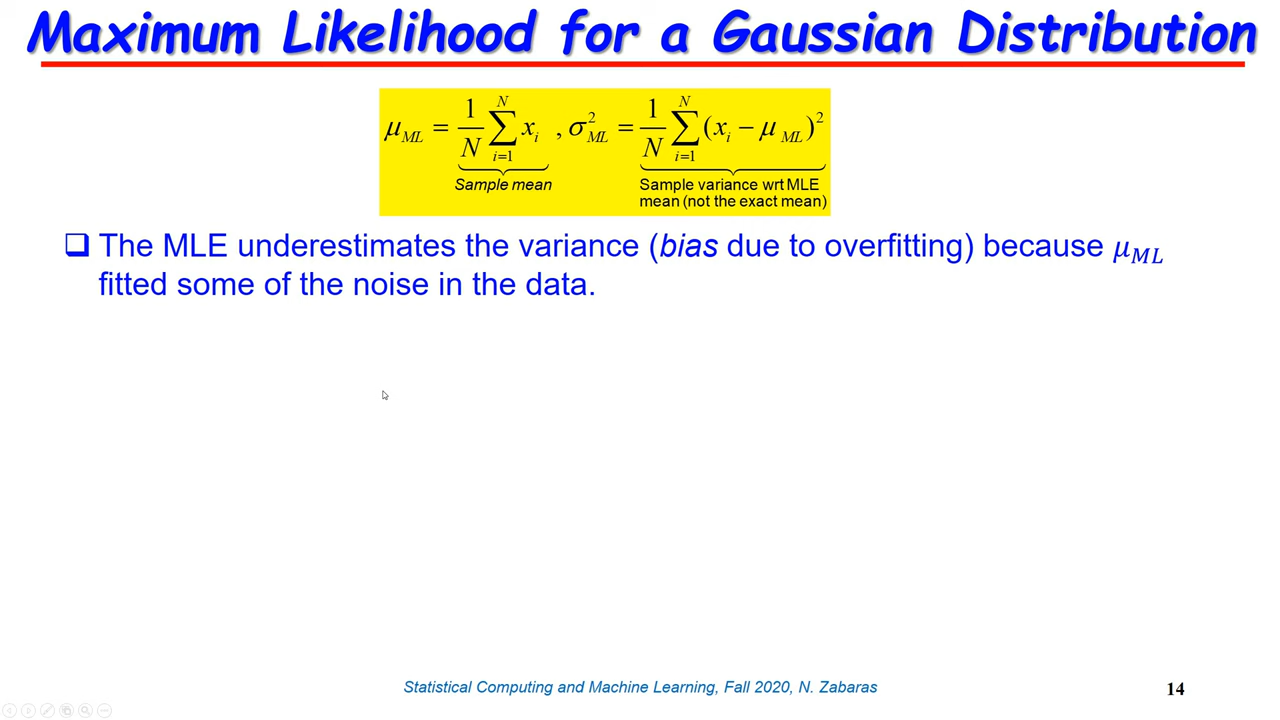 Maximum Likelihood for a Gaussian Distribution
μ_ML = 1/N ∑_{i=1}^{N} x_i , σ²_ML = 1/N ∑_{i=1}^{N} (x_i − μ_ML)²
Sample mean
Sample variance wrt MLE
mean (not the exact mean)
❑ The MLE underestimates the variance (bias due to overfitting) because μ_ML
fitted some of the noise in the data.
Statistical Computing and Machine Learning, Fall 2020, N. Zabaras
14